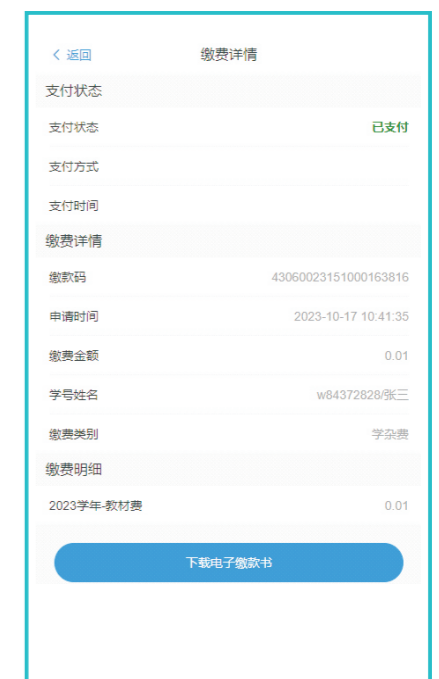 返回 缴费详情
支付状态
支付状态 已支付
支付方式
支付时间
缴费详情
缴款码 43060023151000163816
申请时间 2023-10-17 10:41:35
缴费金额 0.01
学号姓名 w84372828/张三
缴费类别 学杂费
缴费明细
2023学年-教材费 0.01
下载电子缴款书